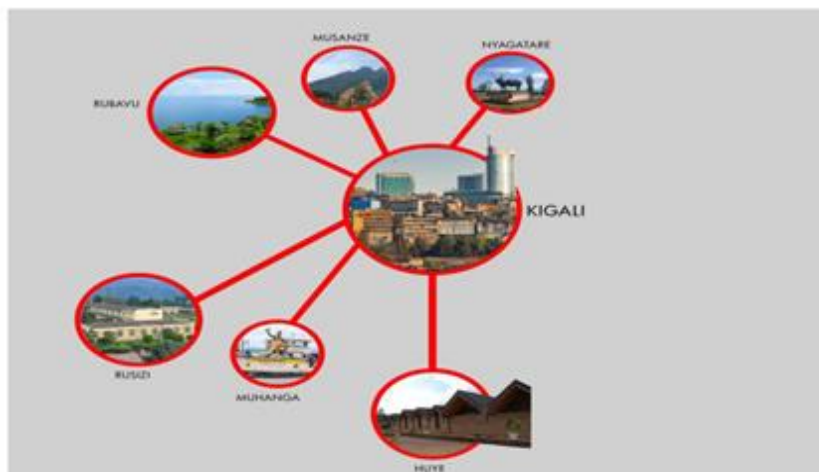 MUSANZE
NYAGATARE
RUBAVU
KIGALI
RUSIZI
MUHANGA
HUYE